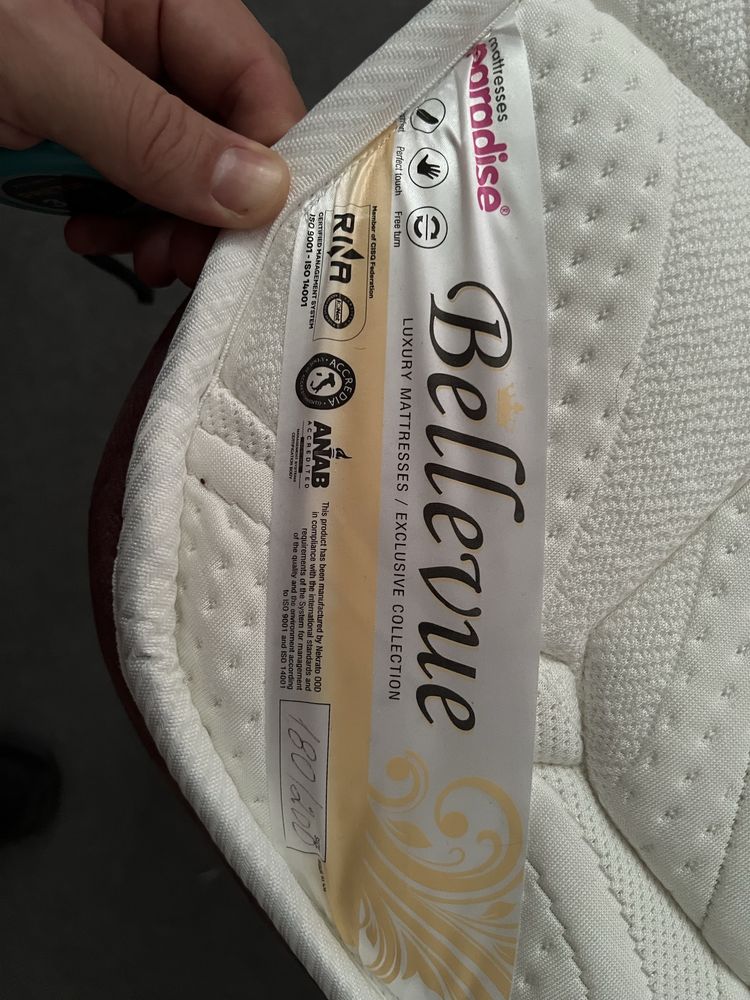 mattresses
paradise®
Perfect touch
Free turn
Bellevue
LUXURY MATTRESSES / EXCLUSIVE COLLECTION
Member of CISQ Federation
RINA
CERTIFIED MANAGEMENT SYSTEM
ISO 9001 - ISO 14001
ACCREDIA
ANAB
ACCREDITED
This product has been manufactured by Nekrato OOD
in compliance with the international standards and
requirements of the System for management
of the quality and the environment according
to ISO 9001 and ISO 14001